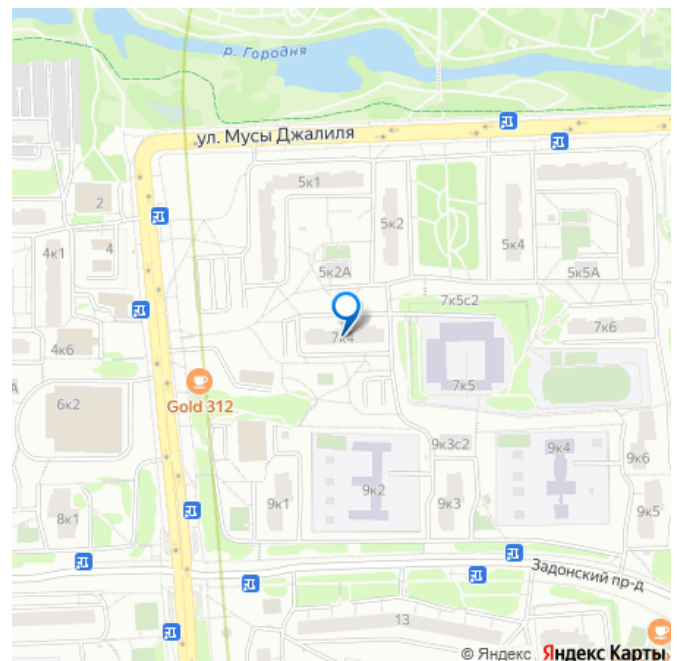 р. Городня
ул. Мусы Джалиля
5к1
2
5к2
5к4
4к1
4
5к2А
5к5А
7к5с2
7к4
7к6
4к6
А
7к5
6к2
Gold 312
9к3с2
9к4
9к6
9к2
8к1
9к1
9к3
9к5
Задонский пр-д
13
© Яндекс Яндекс Карты